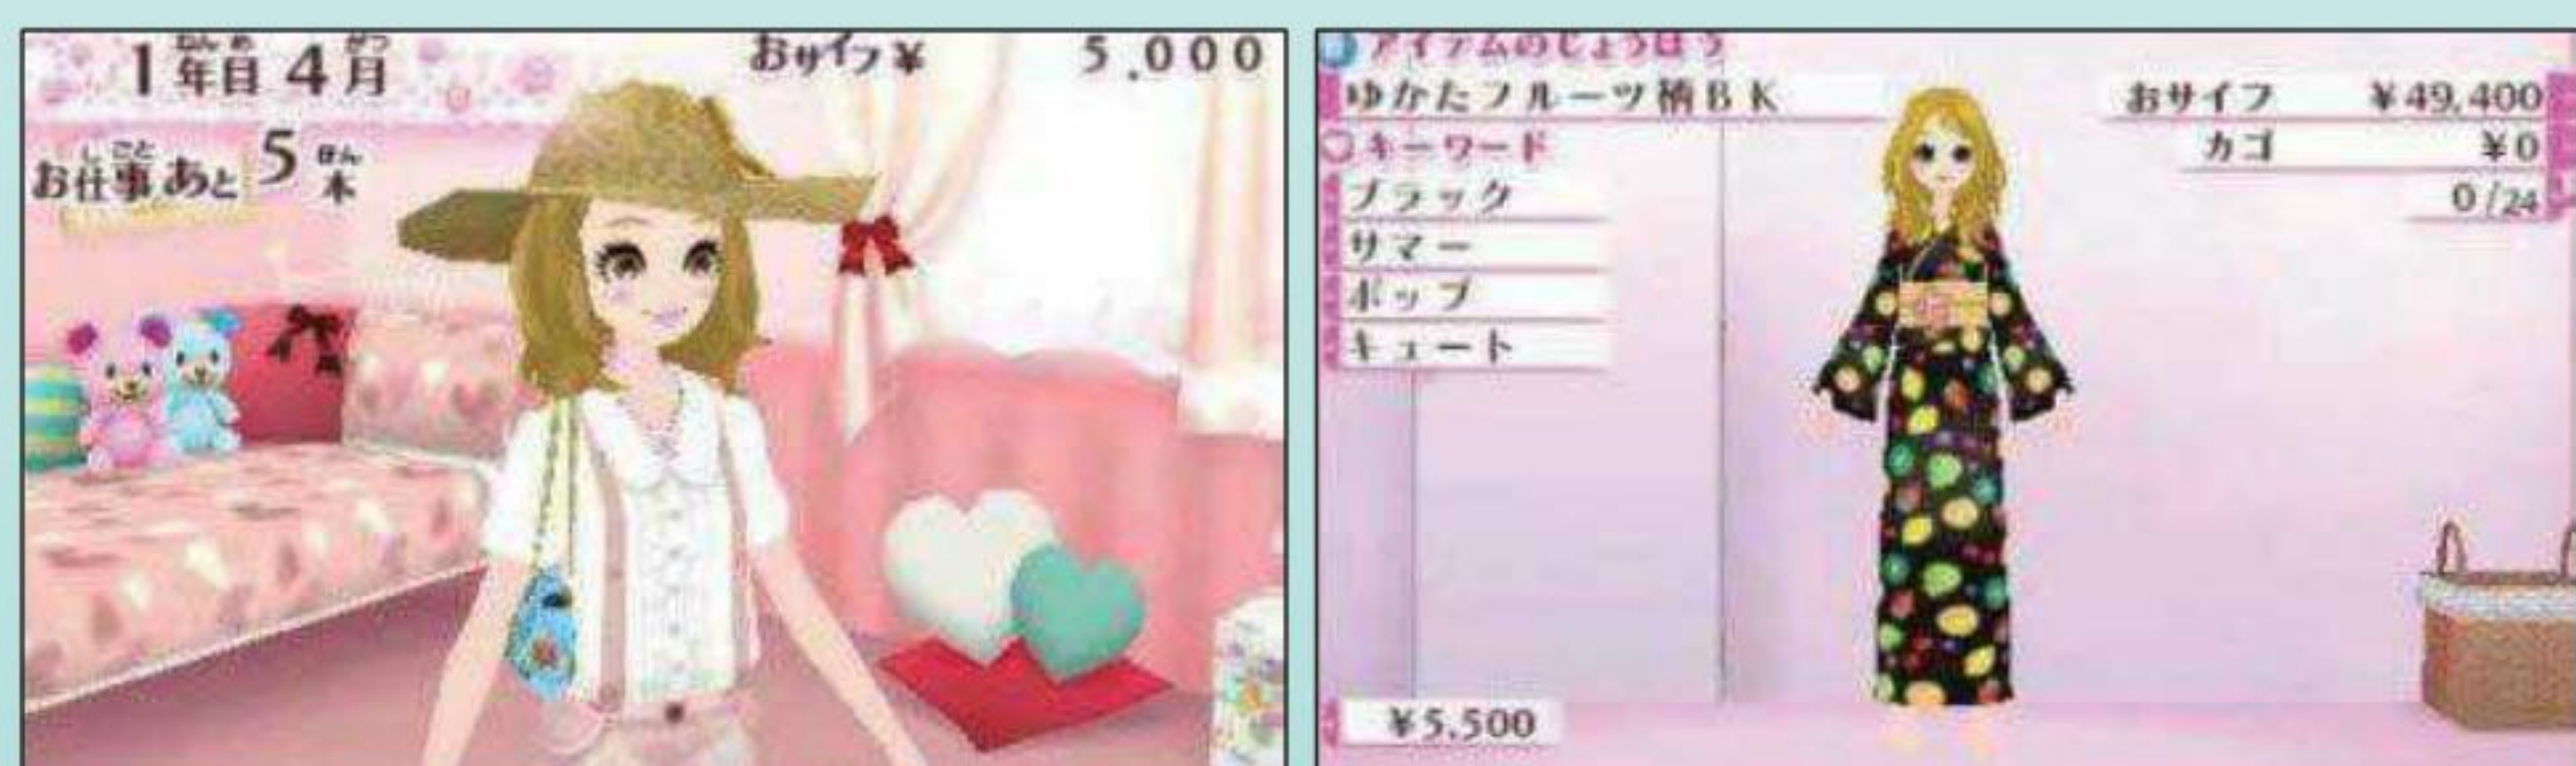 1年目4月
おサイフ¥ 5,000
お仕事あと5本
アイテムのじょうほう
ゆかたフルーツ柄BK
おサイフ ¥49,400
カゴ ¥0
0/24
キーワード
ブラック
サマー
ポップ
キュート
¥5,500